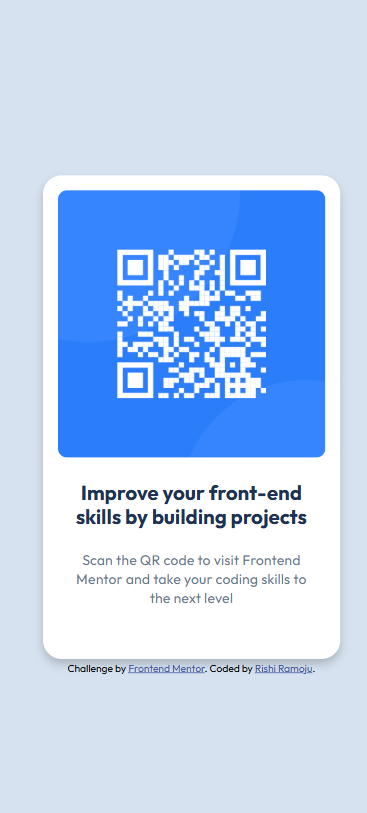 Improve your front-end
skills by building projects
Scan the QR code to visit Frontend
Mentor and take your coding skills to
the next level
Challenge by Frontend Mentor. Coded by Rishi Ramoju.